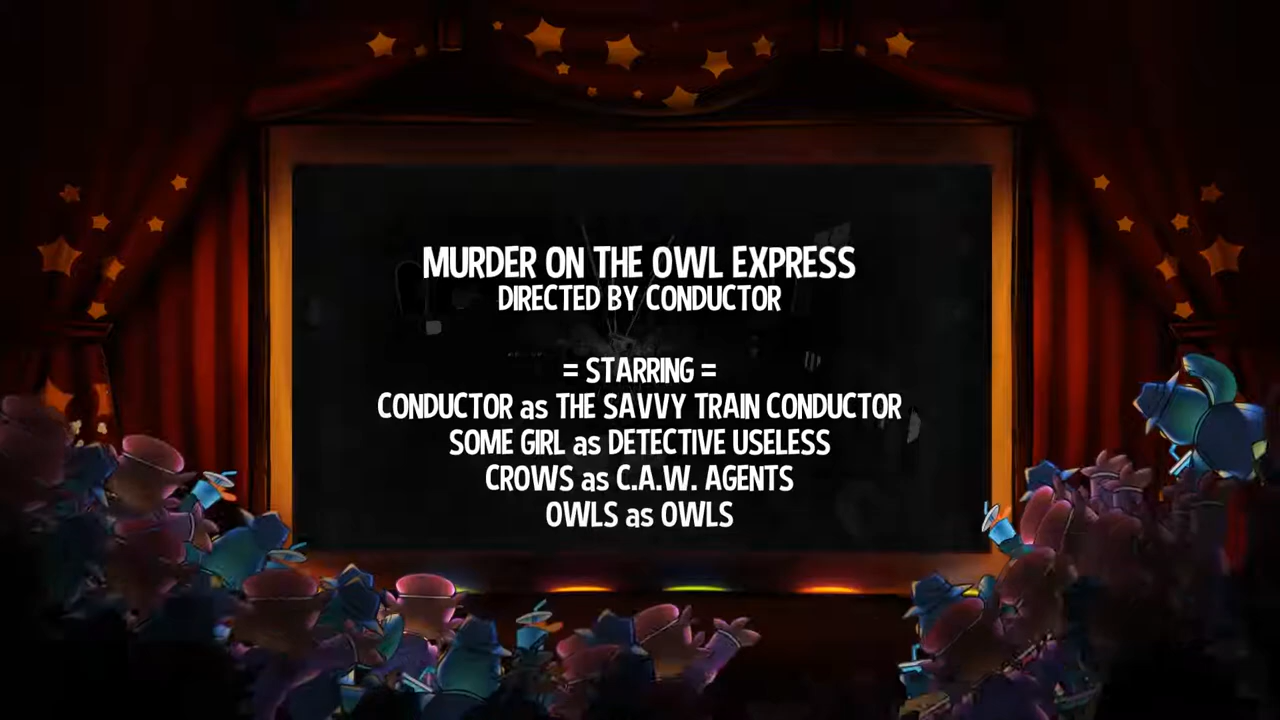 MURDER ON THE OWL EXPRESS
DIRECTED BY CONDUCTOR
= STARRING =
CONDUCTOR as THE SAVVY TRAIN CONDUCTOR
SOME GIRL as DETECTIVE USELESS
CROWS as C.A.W. AGENTS
OWLS as OWLS